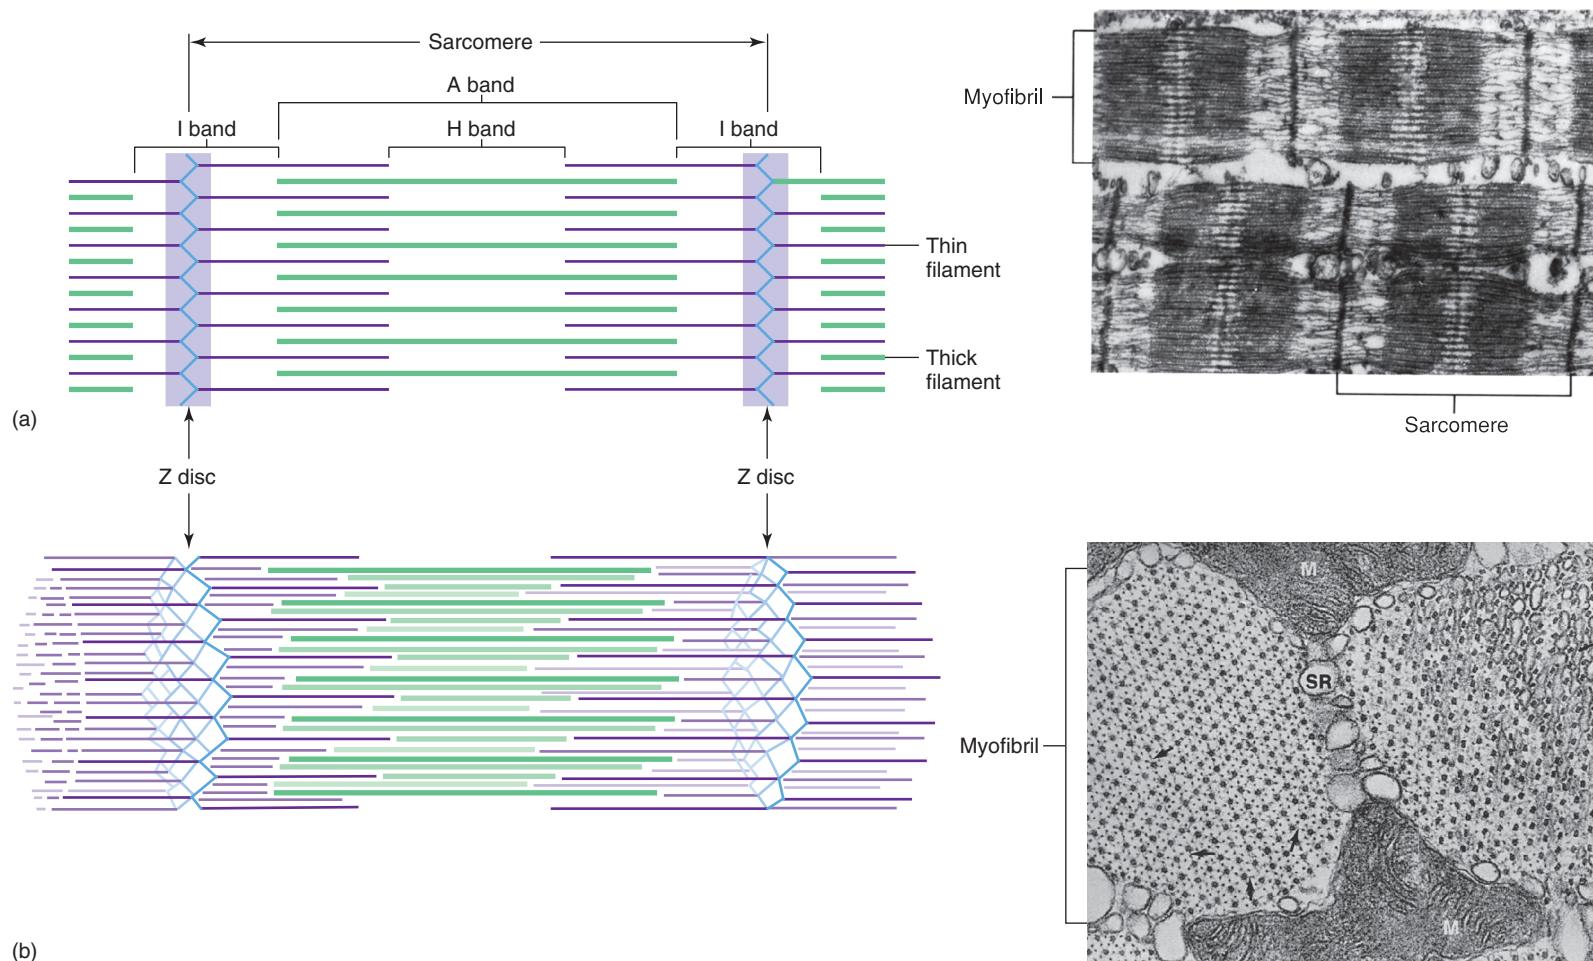 Sarcomere
A band
I band
H band
I band
Thin
filament
Thick
filament
(a)
Z disc
Z disc
(b)
Myofibril
Sarcomere
M
SR
Myofibril
M